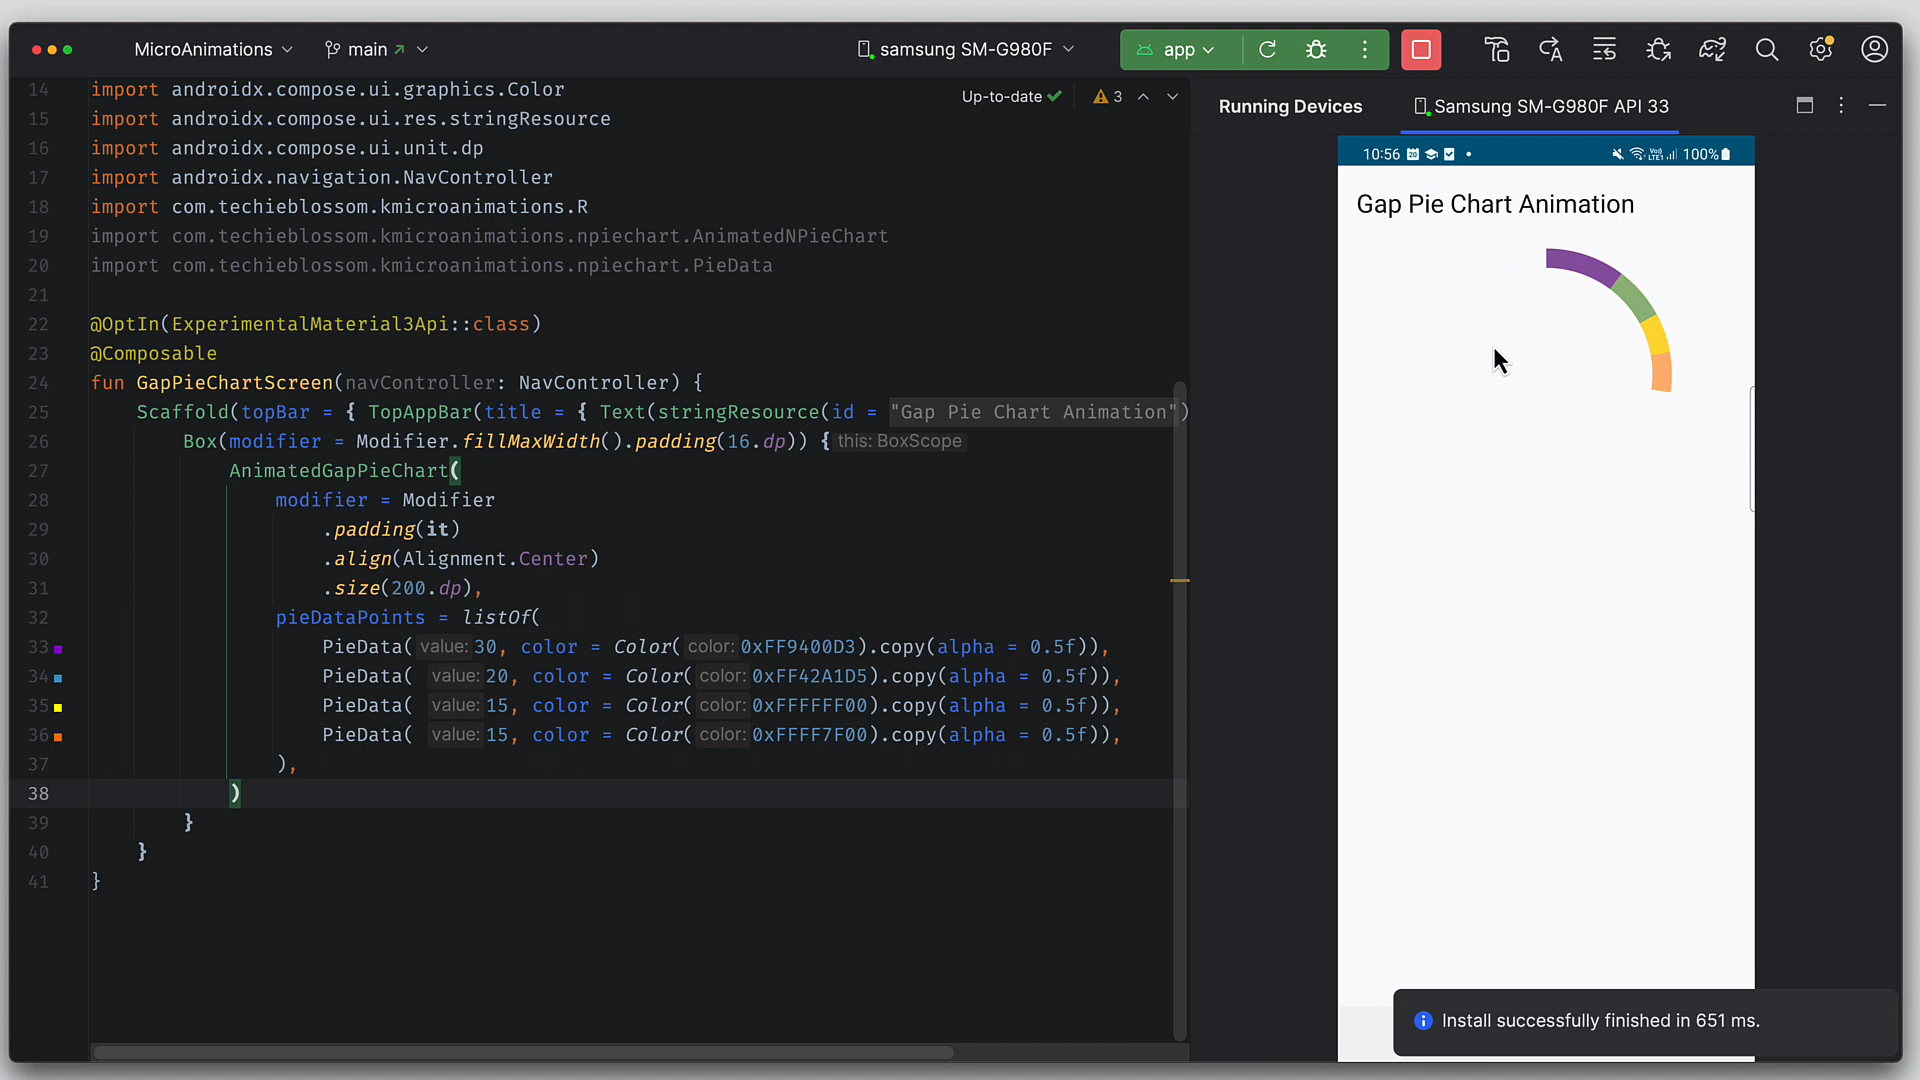 MicroAnimations
main
samsung SM-G980F
app
14 import androidx.compose.ui.graphics.Color
15 import androidx.compose.ui.res.stringResource
16 import androidx.compose.ui.unit.dp
17 import androidx.navigation.NavController
18 import com.techieblossom.kmicroanimations.R
19 import com.techieblossom.kmicroanimations.npiechart.AnimatedNPieChart
20 import com.techieblossom.kmicroanimations.npiechart.PieData
21
22 @OptIn(ExperimentalMaterial3Api::class)
23 @Composable
24 fun GapPieChartScreen(navController: NavController) {
25 Scaffold(topBar = { TopAppBar(title = { Text(stringResource(id = "Gap Pie Chart Animation")
26 Box(modifier = Modifier.fillMaxWidth().padding(16.dp)) { this: BoxScope
27 AnimatedGapPieChart(
28 modifier = Modifier
29 .padding(it)
30 .align(Alignment.Center)
31 .size(200.dp),
32 pieDataPoints = listOf(
33 PieData( value: 30, color = Color( color: 0xFF9400D3).copy(alpha = 0.5f)),
34 PieData( value: 20, color = Color( color: 0xFF42A1D5).copy(alpha = 0.5f)),
35 PieData( value: 15, color = Color( color: 0xFFFFFF00).copy(alpha = 0.5f)),
36 PieData( value: 15, color = Color( color: 0xFFFF7F00).copy(alpha = 0.5f)),
37 ),
38 )
39 }
40 }
41 }
Up-to-date
3
Running Devices
Samsung SM-G980F API 33
10:56
100%
Gap Pie Chart Animation
Install successfully finished in 651 ms.